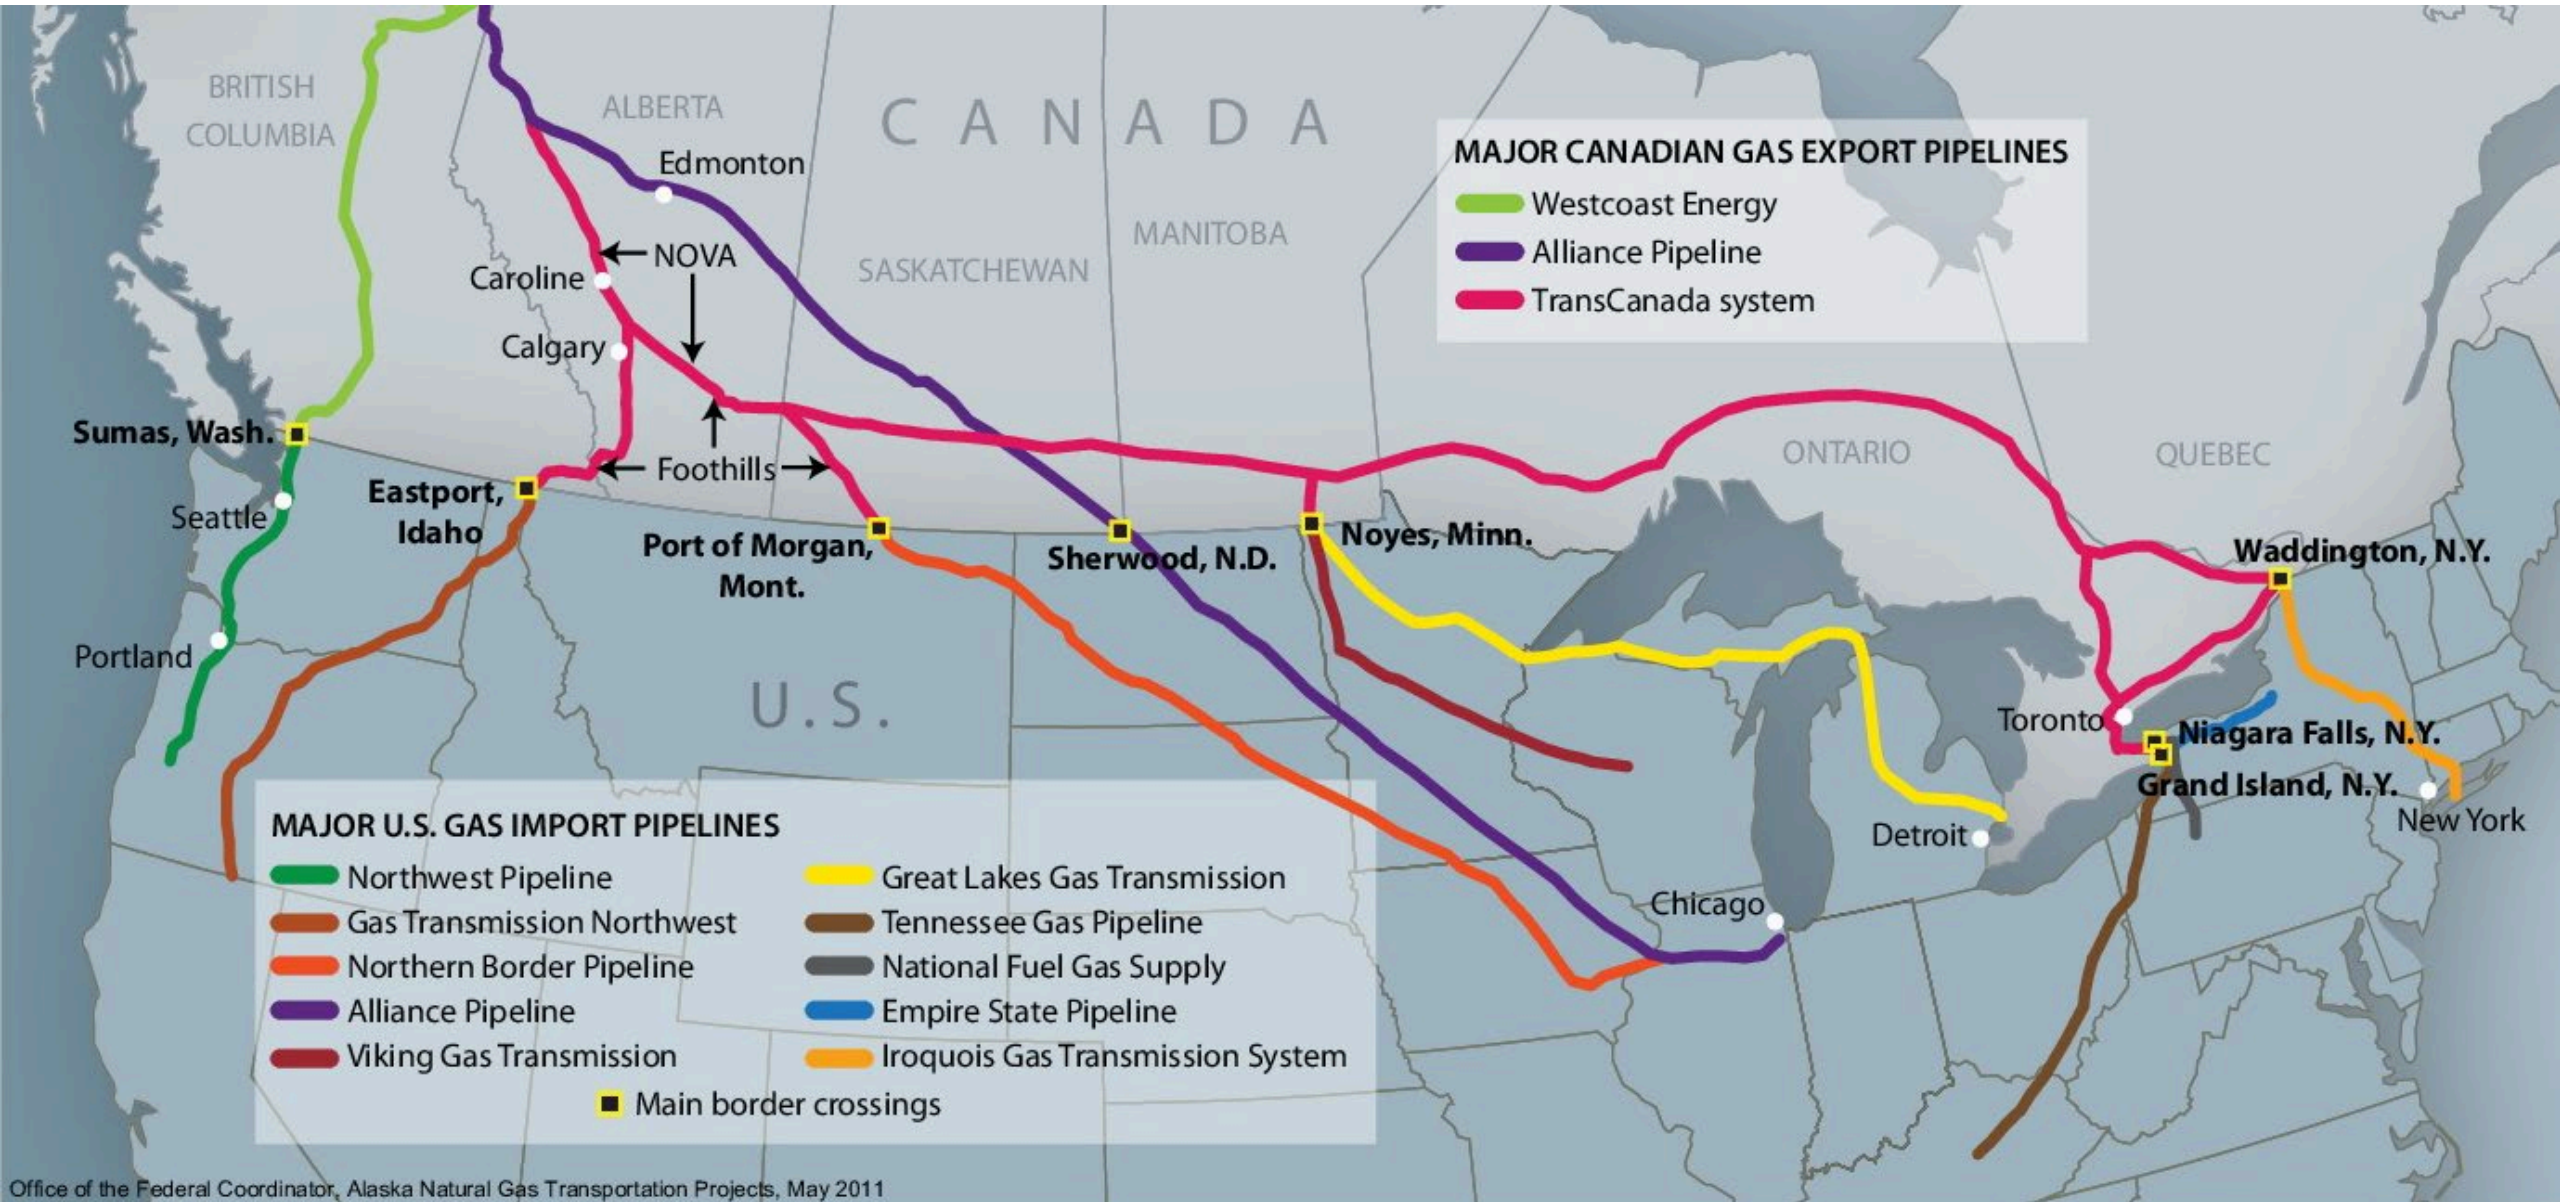 BRITISH
COLUMBIA
ALBERTA
CANADA
Edmonton
MAJOR CANADIAN GAS EXPORT PIPELINES
Westcoast Energy
Alliance Pipeline
TransCanada system
MANITOBA
SASKATCHEWAN
NOVA
Caroline
Calgary
Sumas, Wash.
Foothills
ONTARIO
QUEBEC
Eastport,
Idaho
Seattle
Port of Morgan,
Mont.
Sherwood, N.D.
Noyes, Minn.
Waddington, N.Y.
Portland
U.S.
Toronto
Niagara Falls, N.Y.
Grand Island, N.Y.
New York
Detroit
Chicago
MAJOR U.S. GAS IMPORT PIPELINES
Northwest Pipeline
Gas Transmission Northwest
Northern Border Pipeline
Alliance Pipeline
Viking Gas Transmission
Great Lakes Gas Transmission
Tennessee Gas Pipeline
National Fuel Gas Supply
Empire State Pipeline
Iroquois Gas Transmission System
Main border crossings
Office of the Federal Coordinator, Alaska Natural Gas Transportation Projects, May 2011